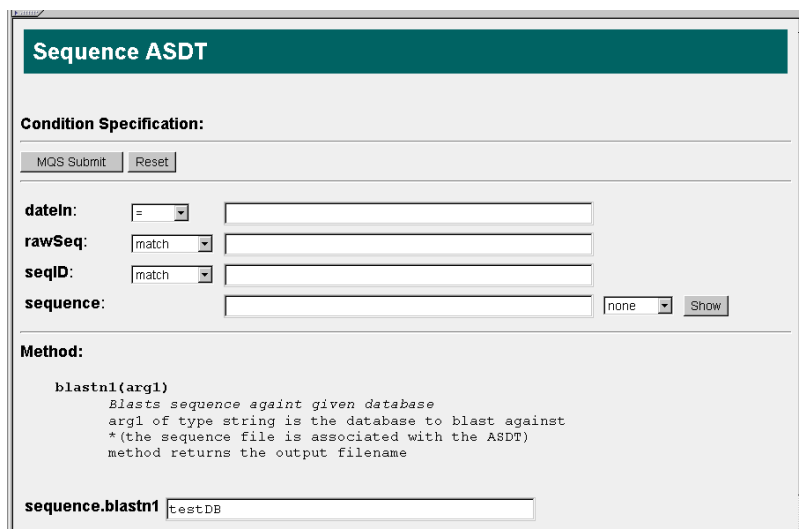 Sequence ASDT
Condition Specification:
MQS Submit Reset
dateIn: =
rawSeq: match
seqID: match
sequence: none Show
Method:
blastn1(arg1)
Blasts sequence againt given database
arg1 of type string is the database to blast against
*(the sequence file is associated with the ASDT)
method returns the output filename
sequence.blastn1 testDB